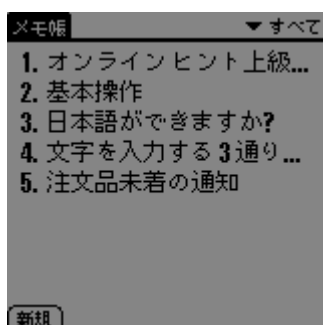 メモ帳 ▼ すべて
1. オンラインヒント上級...
2. 基本操作
3. 日本語ができますか?
4. 文字を入力する3通り...
5. 注文品未着の通知
新規